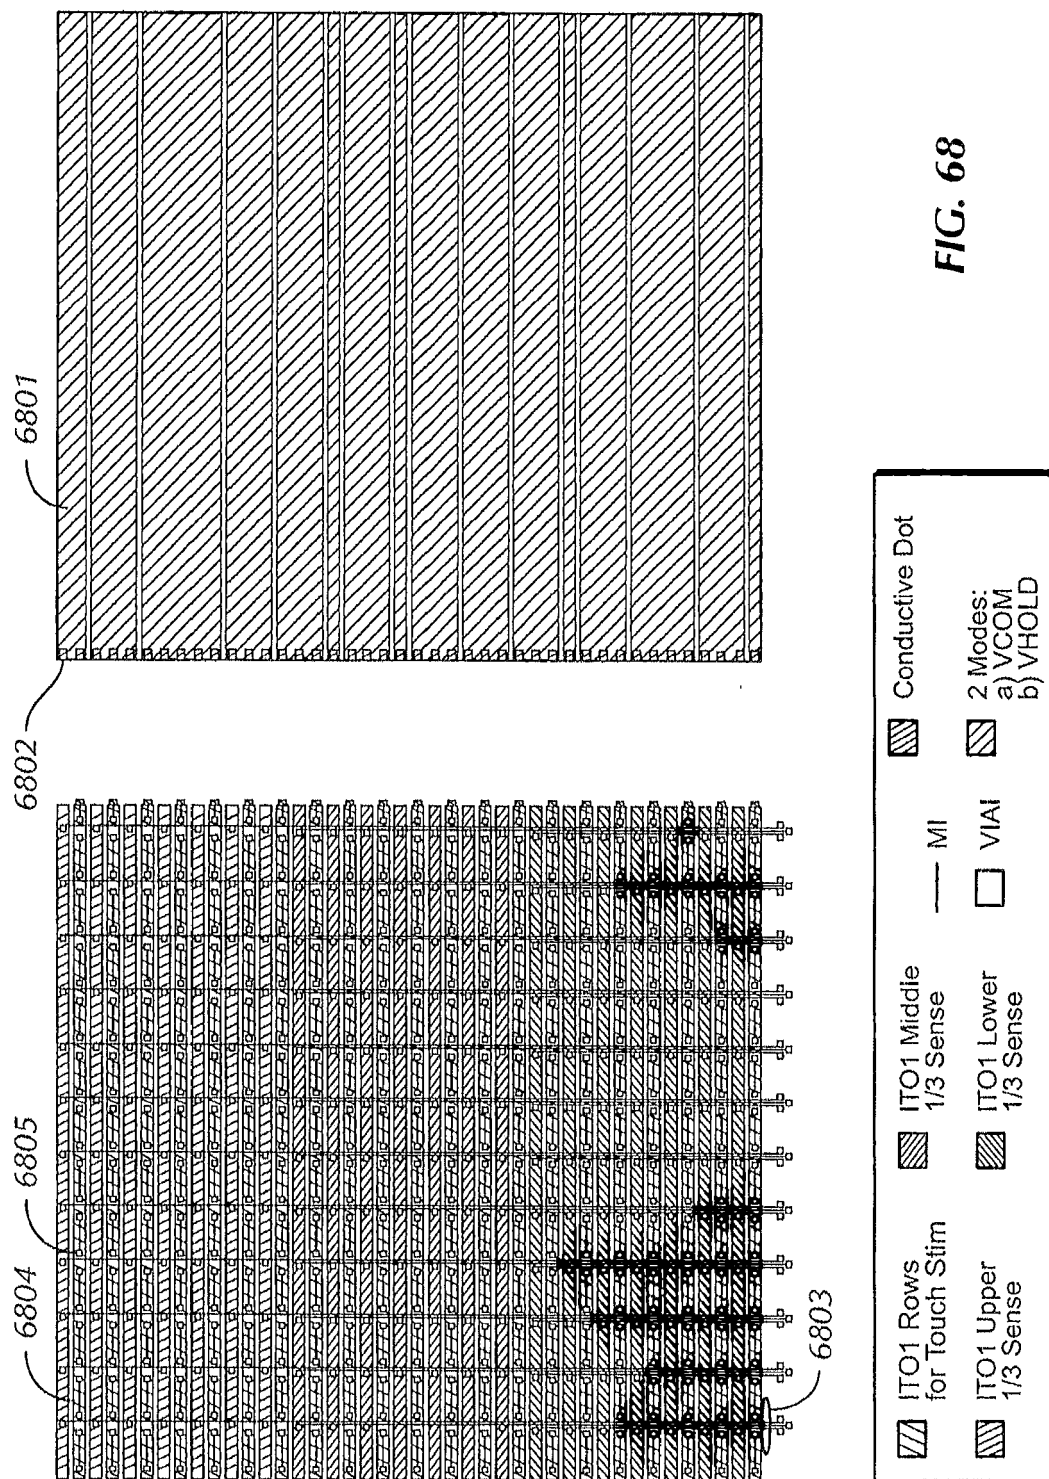 6801
6802
6805
6804
6803
FIG. 68
ITO1 Rows
for Touch Stim
ITO1 Middle
1/3 Sense
MI
Conductive Dot
ITO1 Upper
1/3 Sense
ITO1 Lower
1/3 Sense
VIAI
2 Modes:
a) VCOM
b) VHOLD